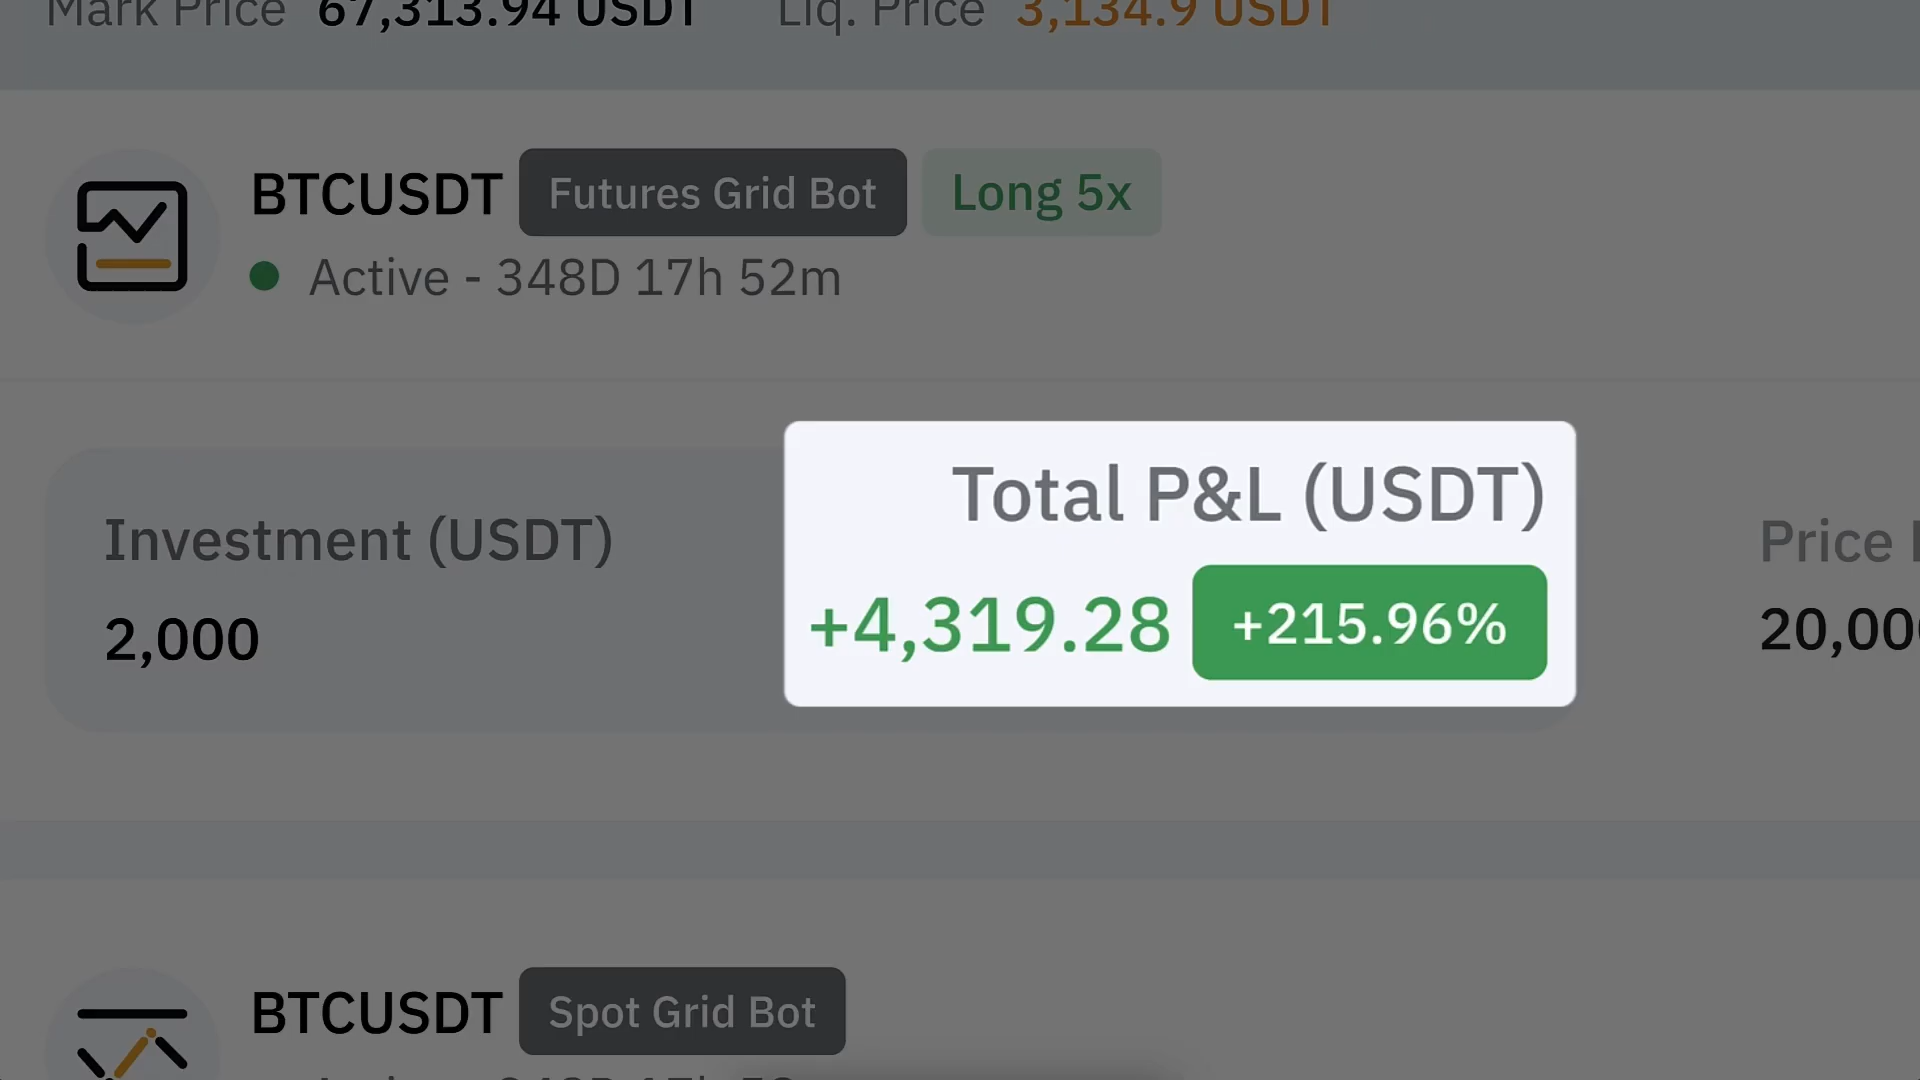 Mark Price 67,313.94 USDT Liq. Price 3,134.9 USDT
BTCUSDT Futures Grid Bot Long 5x
Active - 348D 17h 52m
Investment (USDT) Total P&L (USDT) Price
2,000 +4,319.28 +215.96% 20,00
BTCUSDT Spot Grid Bot